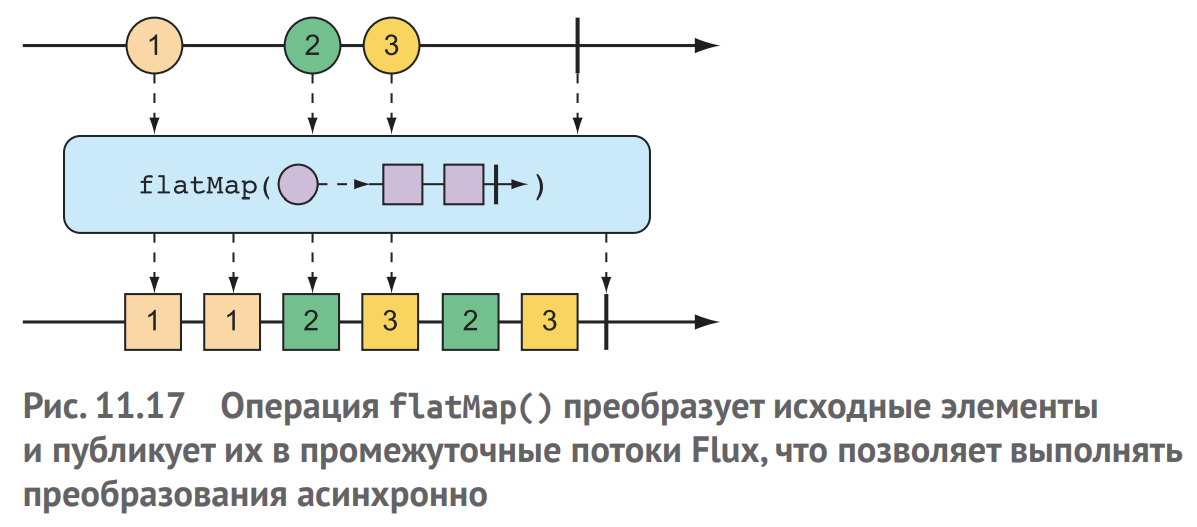 1 2 3
flatMap( )
1 1 2 3 2 3
Рис. 11.17 Операция flatMap() преобразует исходные элементы
и публикует их в промежуточные потоки Flux, что позволяет выполнять
преобразования асинхронно